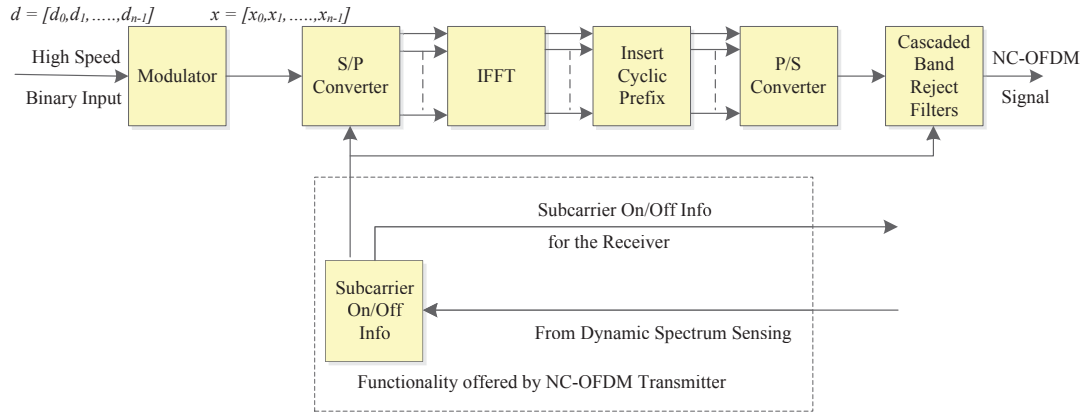 d = [d0,d1,.....,dn-1]
x = [x0,x1,.....,xn-1]
High Speed
Binary Input
Modulator
S/P
Converter
IFFT
Insert
Cyclic
Prefix
P/S
Converter
Cascaded
Band
Reject
Filters
NC-OFDM
Signal
Subcarrier On/Off Info
for the Receiver
Subcarrier
On/Off
Info
From Dynamic Spectrum Sensing
Functionality offered by NC-OFDM Transmitter